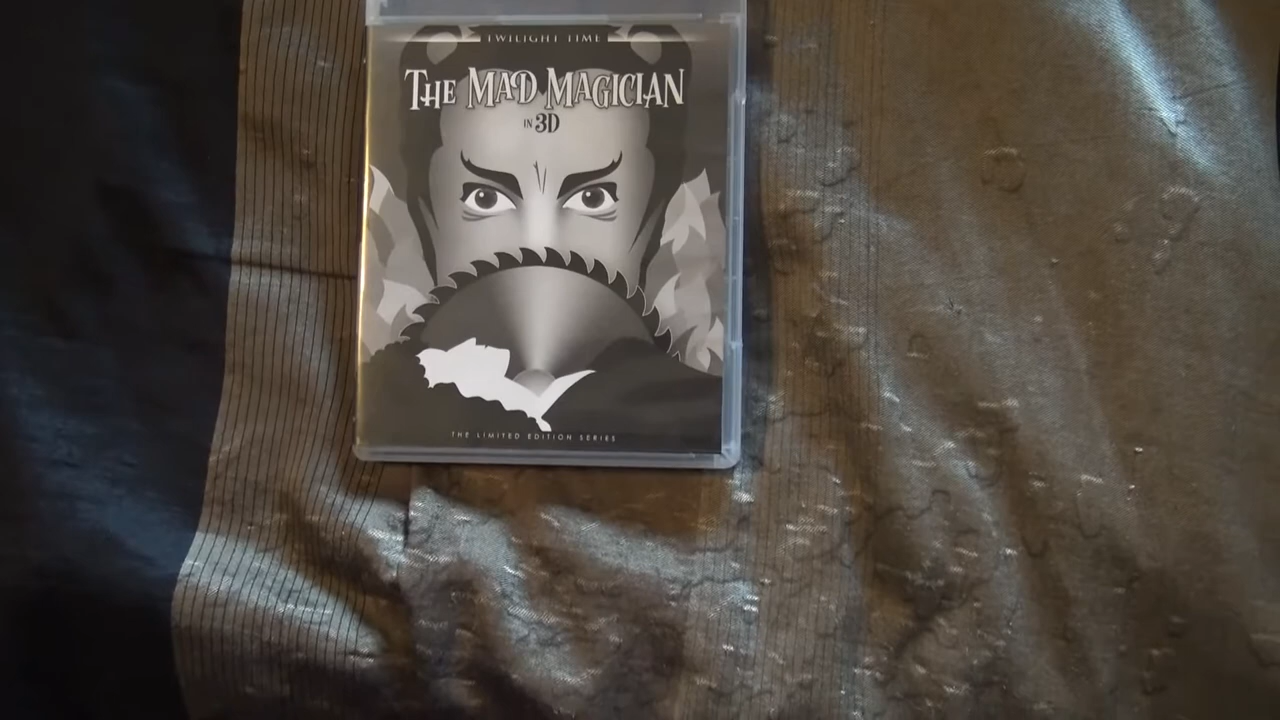 TWILIGHT TIME
THE MAD MAGICIAN
IN 3D
THE LIMITED EDITION SERIES